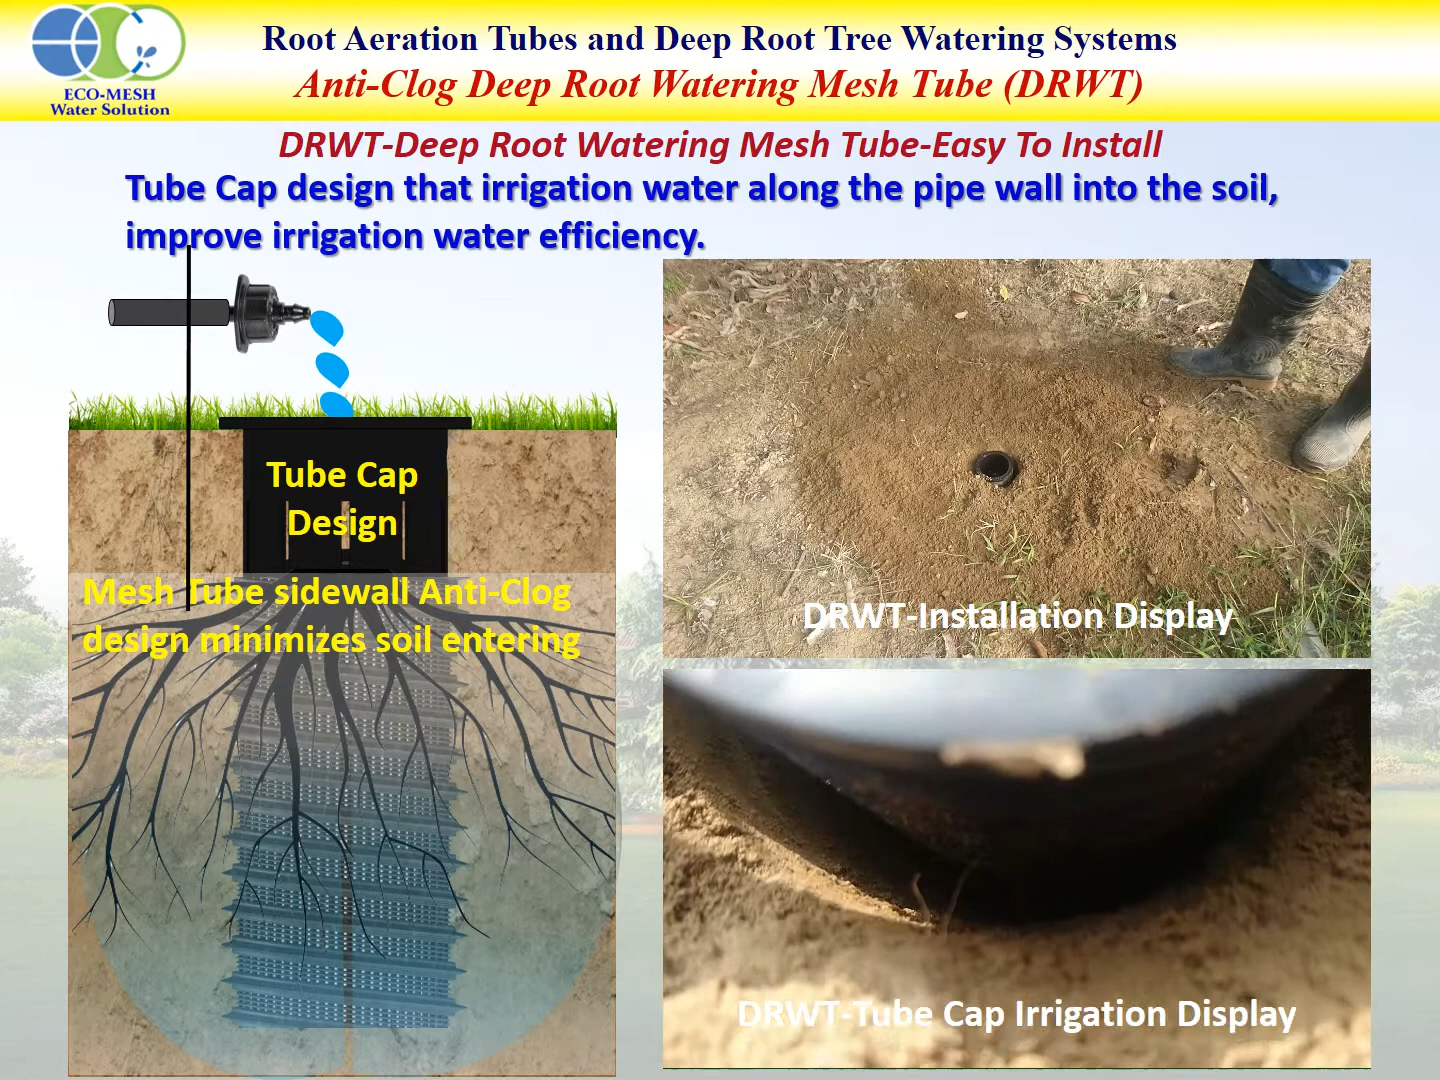 Root Aeration Tubes and Deep Root Tree Watering Systems
Anti-Clog Deep Root Watering Mesh Tube (DRWT)
ECO-MESH
Water Solution
DRWT-Deep Root Watering Mesh Tube-Easy To Install
Tube Cap design that irrigation water along the pipe wall into the soil,
improve irrigation water efficiency.
Tube Cap
Design
Mesh Tube sidewall Anti-Clog
design minimizes soil entering
DRWT-Installation Display
DRWT-Tube Cap Irrigation Display